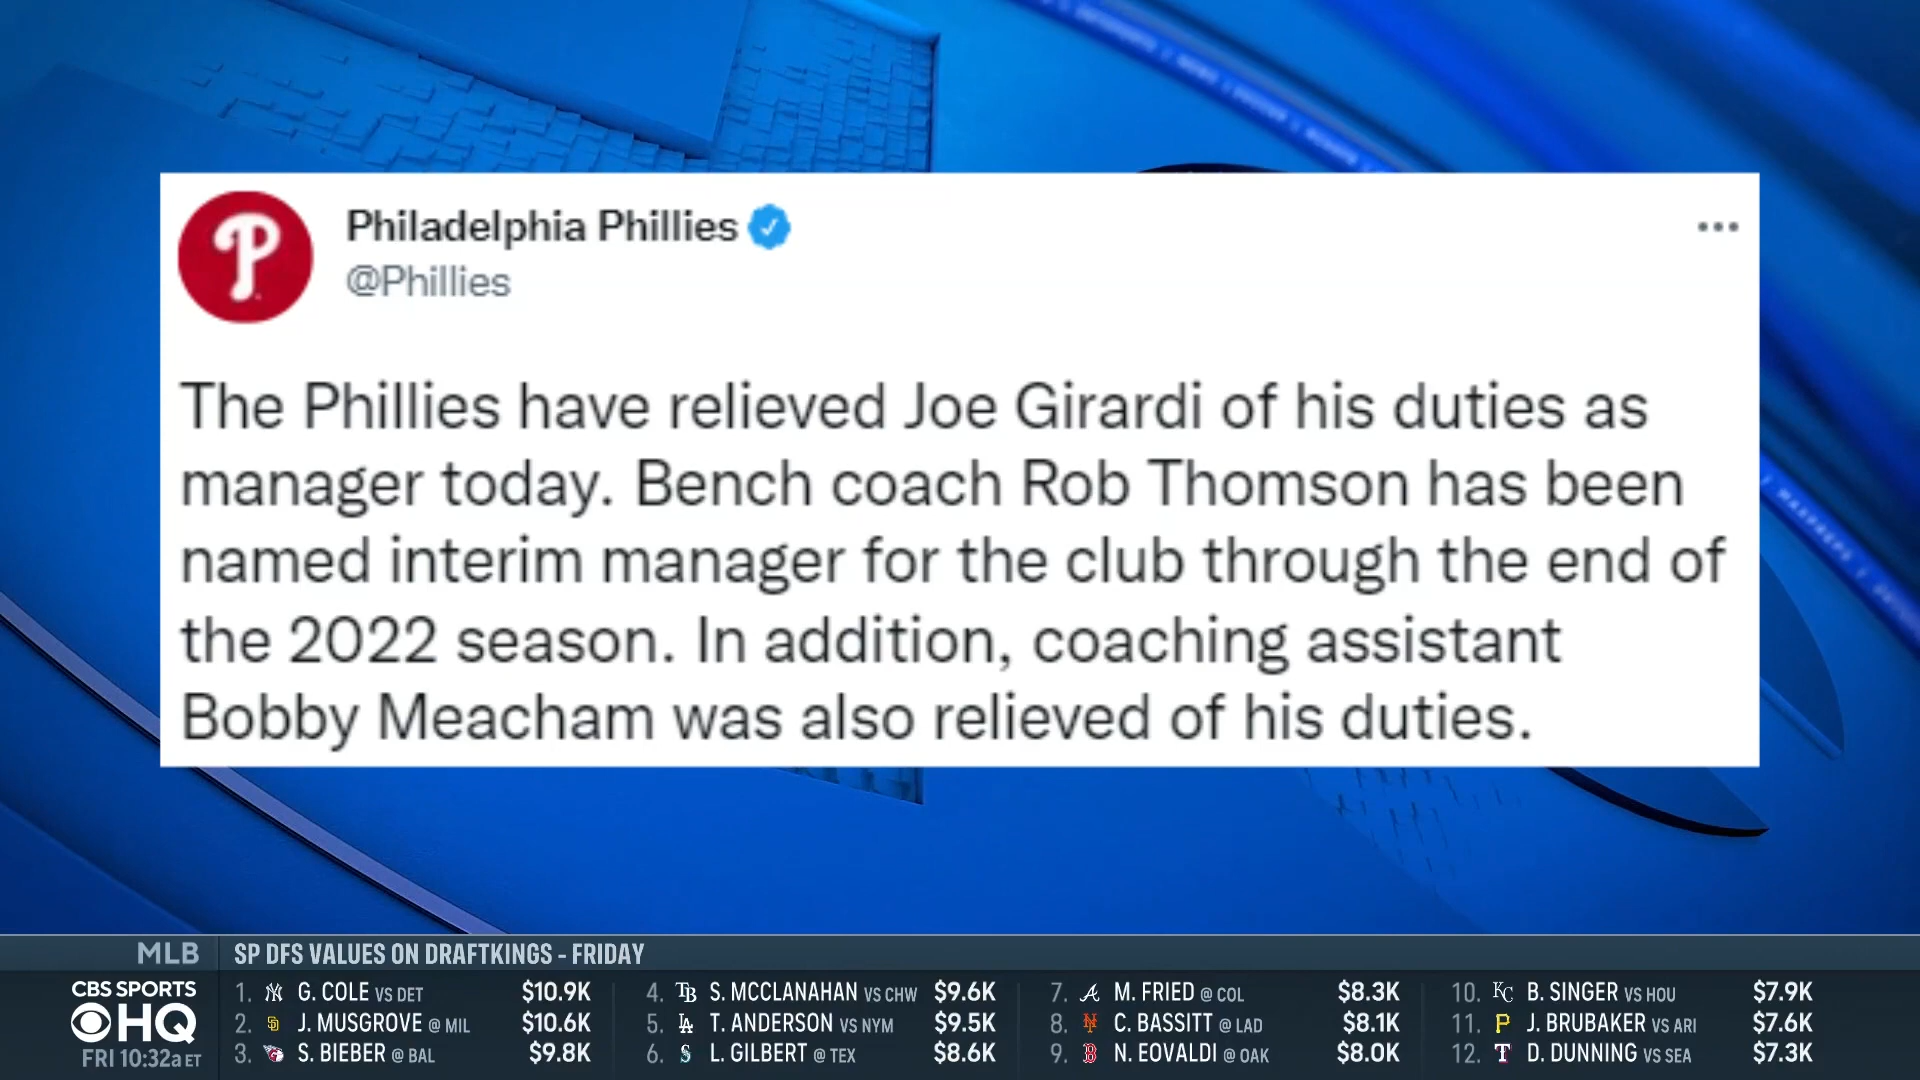 Philadelphia Phillies
@Phillies
The Phillies have relieved Joe Girardi of his duties as
manager today. Bench coach Rob Thomson has been
named interim manager for the club through the end of
the 2022 season. In addition, coaching assistant
Bobby Meacham was also relieved of his duties.
MLB
SP DFS VALUES ON DRAFTKINGS - FRIDAY
CBS SPORTS
HQ
FRI 10:32a ET
1. G. COLE VS DET $10.9K
2. J. MUSGROVE @ MIL $10.6K
3. S. BIEBER @ BAL $9.8K
4. TB S. MCCLANAHAN VS CHW $9.6K
5. LA T. ANDERSON VS NYM $9.5K
6. S L. GILBERT @ TEX $8.6K
7. A M. FRIED @ COL $8.3K
8. C. BASSITT @ LAD $8.1K
9. B N. EOVALDI @ OAK $8.0K
10. KC B. SINGER VS HOU $7.9K
11. P J. BRUBAKER VS ARI $7.6K
12. T D. DUNNING VS SEA $7.3K